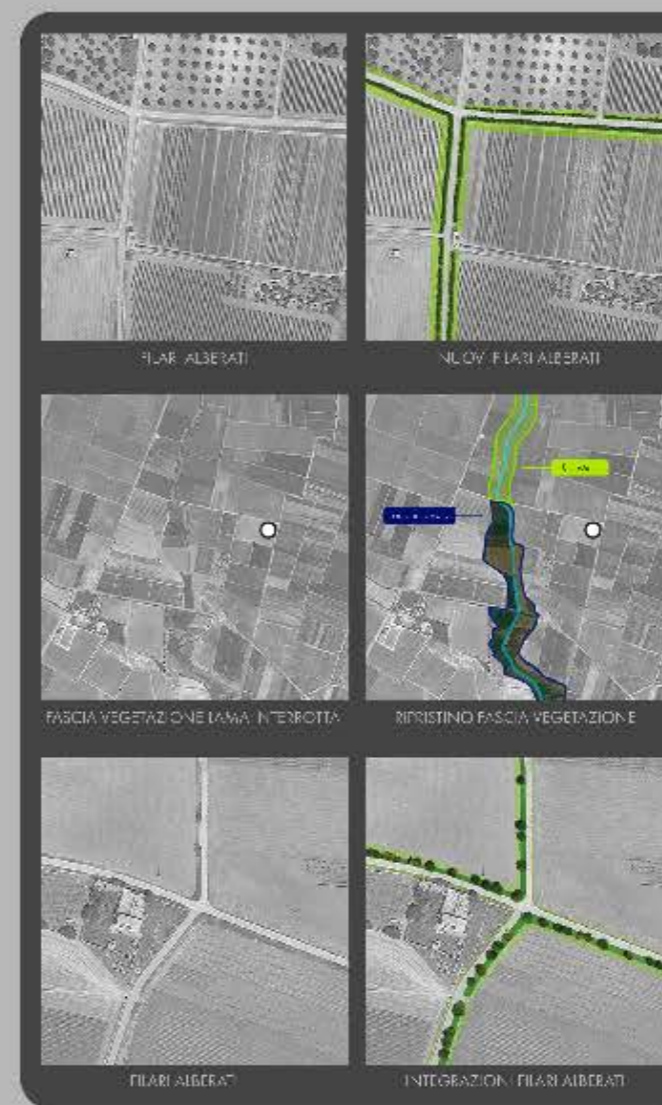 FILARI ALBERATI
NUOVI FILARI ALBERATI
FASCIA VEGETAZIONE LAMA INTERROTTA
RIPRISTINO FASCIA VEGETAZIONE
FILARI ALBERATI
INTEGRAZIONI FILARI ALBERATI